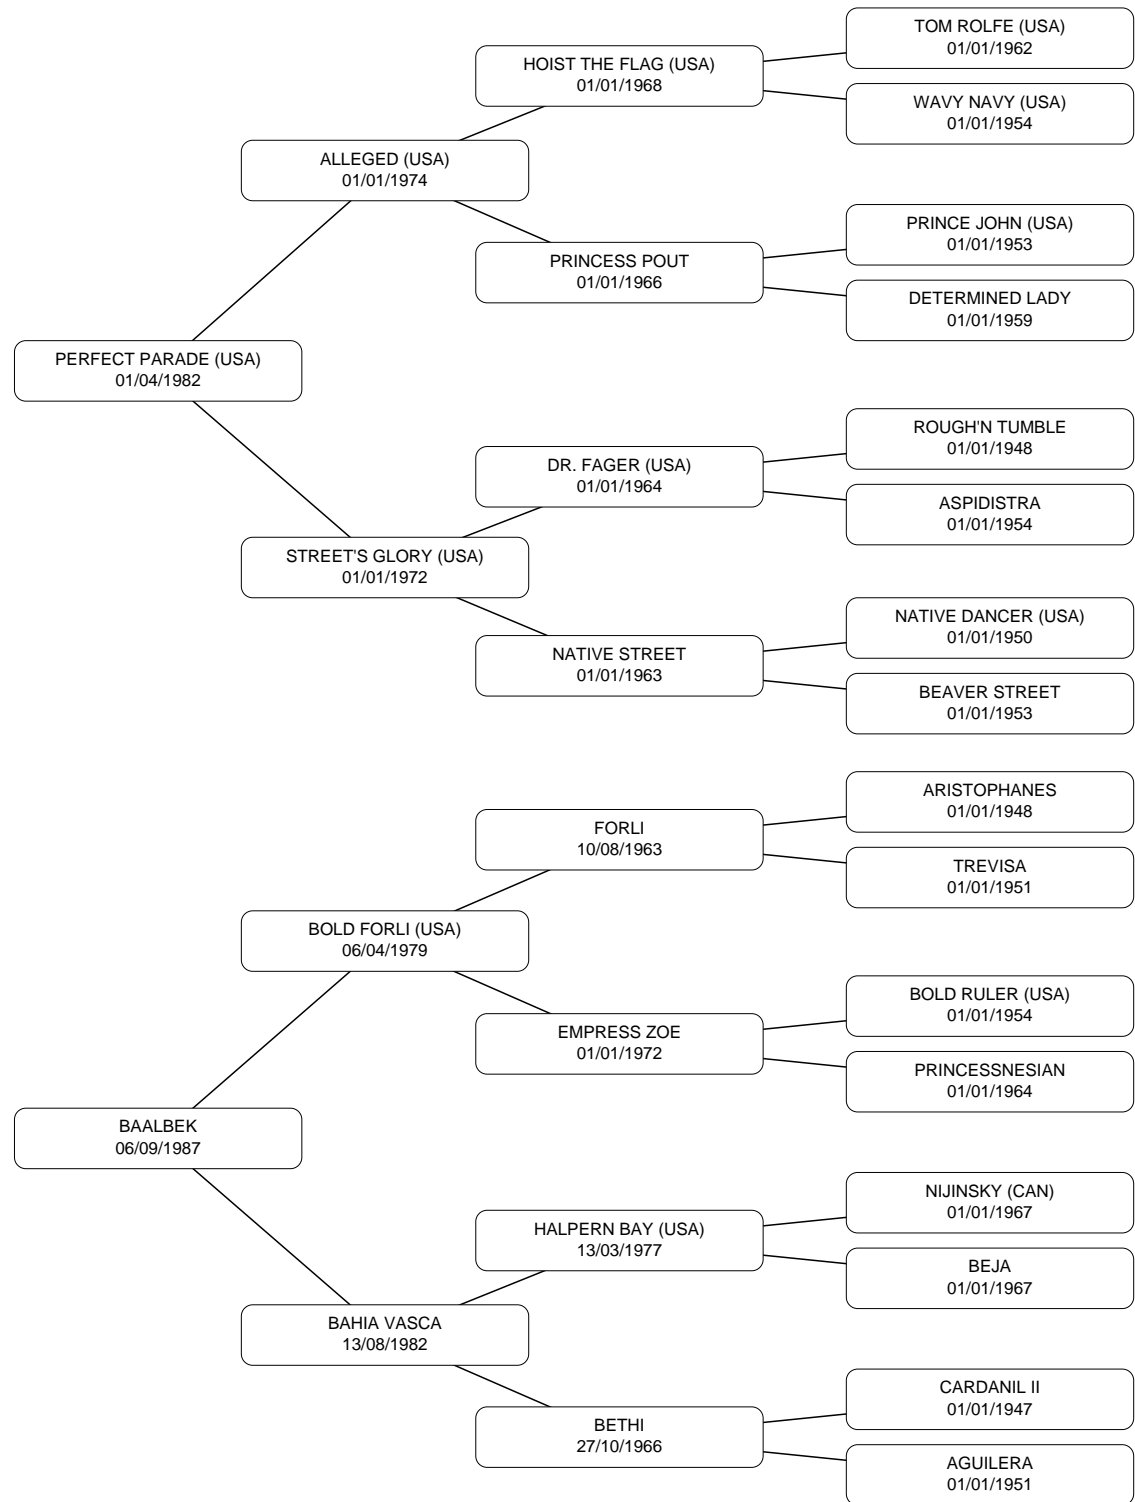 TOM ROLFE (USA)
01/01/1962
HOIST THE FLAG (USA)
01/01/1968
WAVY NAVY (USA)
01/01/1954
ALLEGED (USA)
01/01/1974
PRINCE JOHN (USA)
01/01/1953
PRINCESS POUT
01/01/1966
DETERMINED LADY
01/01/1959
PERFECT PARADE (USA)
01/04/1982
ROUGH'N TUMBLE
01/01/1948
DR. FAGER (USA)
01/01/1964
ASPIDISTRA
01/01/1954
STREET'S GLORY (USA)
01/01/1972
NATIVE DANCER (USA)
01/01/1950
NATIVE STREET
01/01/1963
BEAVER STREET
01/01/1953
ARISTOPHANES
01/01/1948
FORLI
10/08/1963
TREVISA
01/01/1951
BOLD FORLI (USA)
06/04/1979
BOLD RULER (USA)
01/01/1954
EMPRESS ZOE
01/01/1972
PRINCESSNESIAN
01/01/1964
BAALBEK
06/09/1987
NIJINSKY (CAN)
01/01/1967
HALPERN BAY (USA)
13/03/1977
BEJA
01/01/1967
BAHIA VASCA
13/08/1982
CARDANIL II
01/01/1947
BETHI
27/10/1966
AGUILERA
01/01/1951